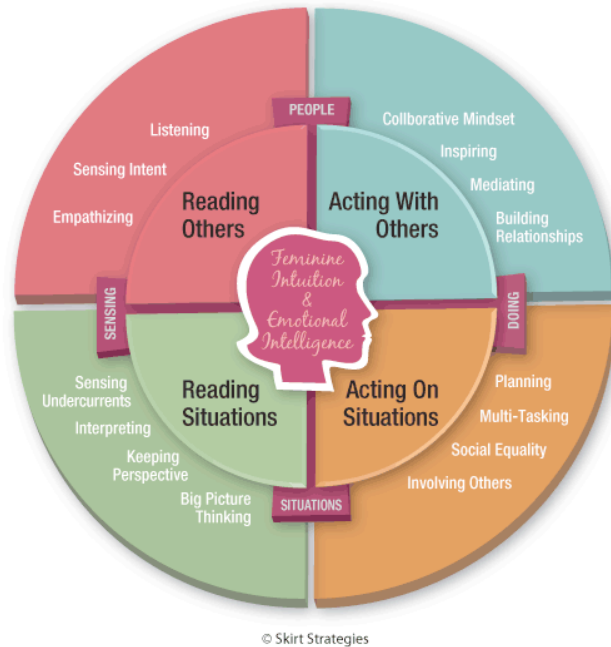 PEOPLE
Listening
Sensing Intent
Empathizing
Reading
Others
Collborative Mindset
Inspiring
Mediating
Building
Relationships
Acting With
Others
Feminine
Intuition
&
Emotional
Intelligence
SENSING
DOING
Sensing
Undercurrents
Interpreting
Keeping
Perspective
Big Picture
Thinking
Reading
Situations
Acting On
Situations
Planning
Multi-Tasking
Social Equality
Involving Others
SITUATIONS
© Skirt Strategies